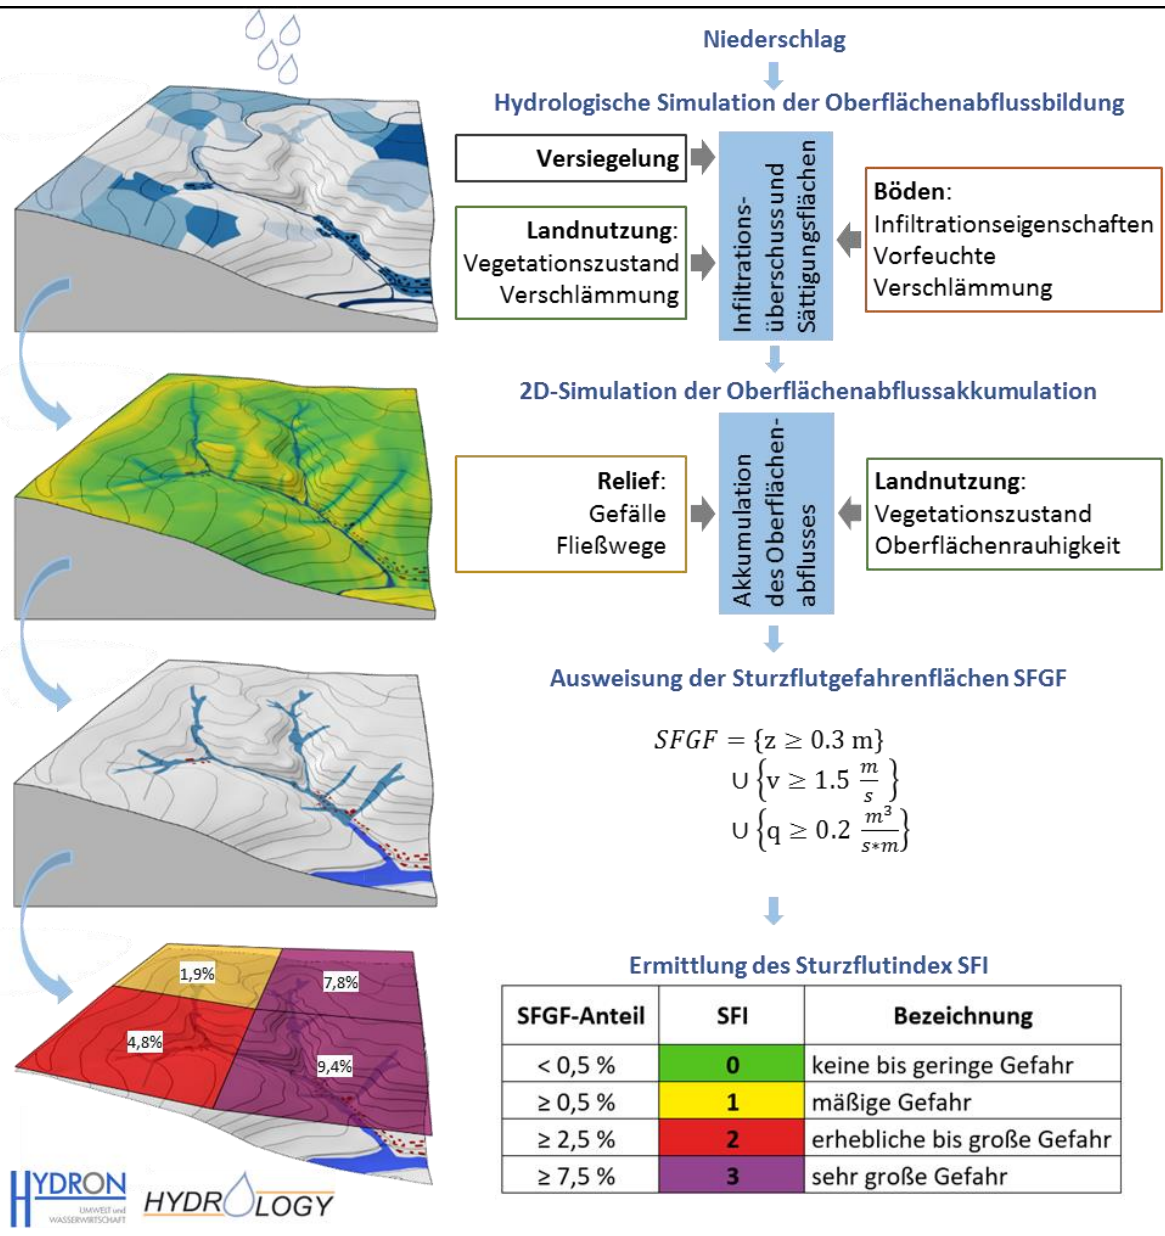 Niederschlag
Hydrologische Simulation der Oberflächenabflussbildung
Versiegelung
Landnutzung:
Vegetationszustand
Verschlämmung
Infiltrations-
überschuss und
Sättigungsflächen
Böden:
Infiltrationseigenschaften
Vorfeuchte
Verschlämmung
2D-Simulation der Oberflächenabflussakkumulation
Relief:
Gefälle
Fließwege
Akkumulation
des Oberflächen-
abflusses
Landnutzung:
Vegetationszustand
Oberflächenrauhigkeit
Ausweisung der Sturzflutgefahrenflächen SFGF
SFGF = {z ≥ 0.3 m}
∪ {v ≥ 1.5 m/s}
∪ {q ≥ 0.2 m³/s*m}
1,9%
7,8%
4,8%
9,4%
Ermittlung des Sturzflutindex SFI
SFGF-Anteil SFI Bezeichnung
< 0,5 % 0 keine bis geringe Gefahr
≥ 0,5 % 1 mäßige Gefahr
≥ 2,5 % 2 erhebliche bis große Gefahr
≥ 7,5 % 3 sehr große Gefahr
HYDRON
UMWELT und
WASSERWIRTSCHAFT
HYDROLOGY